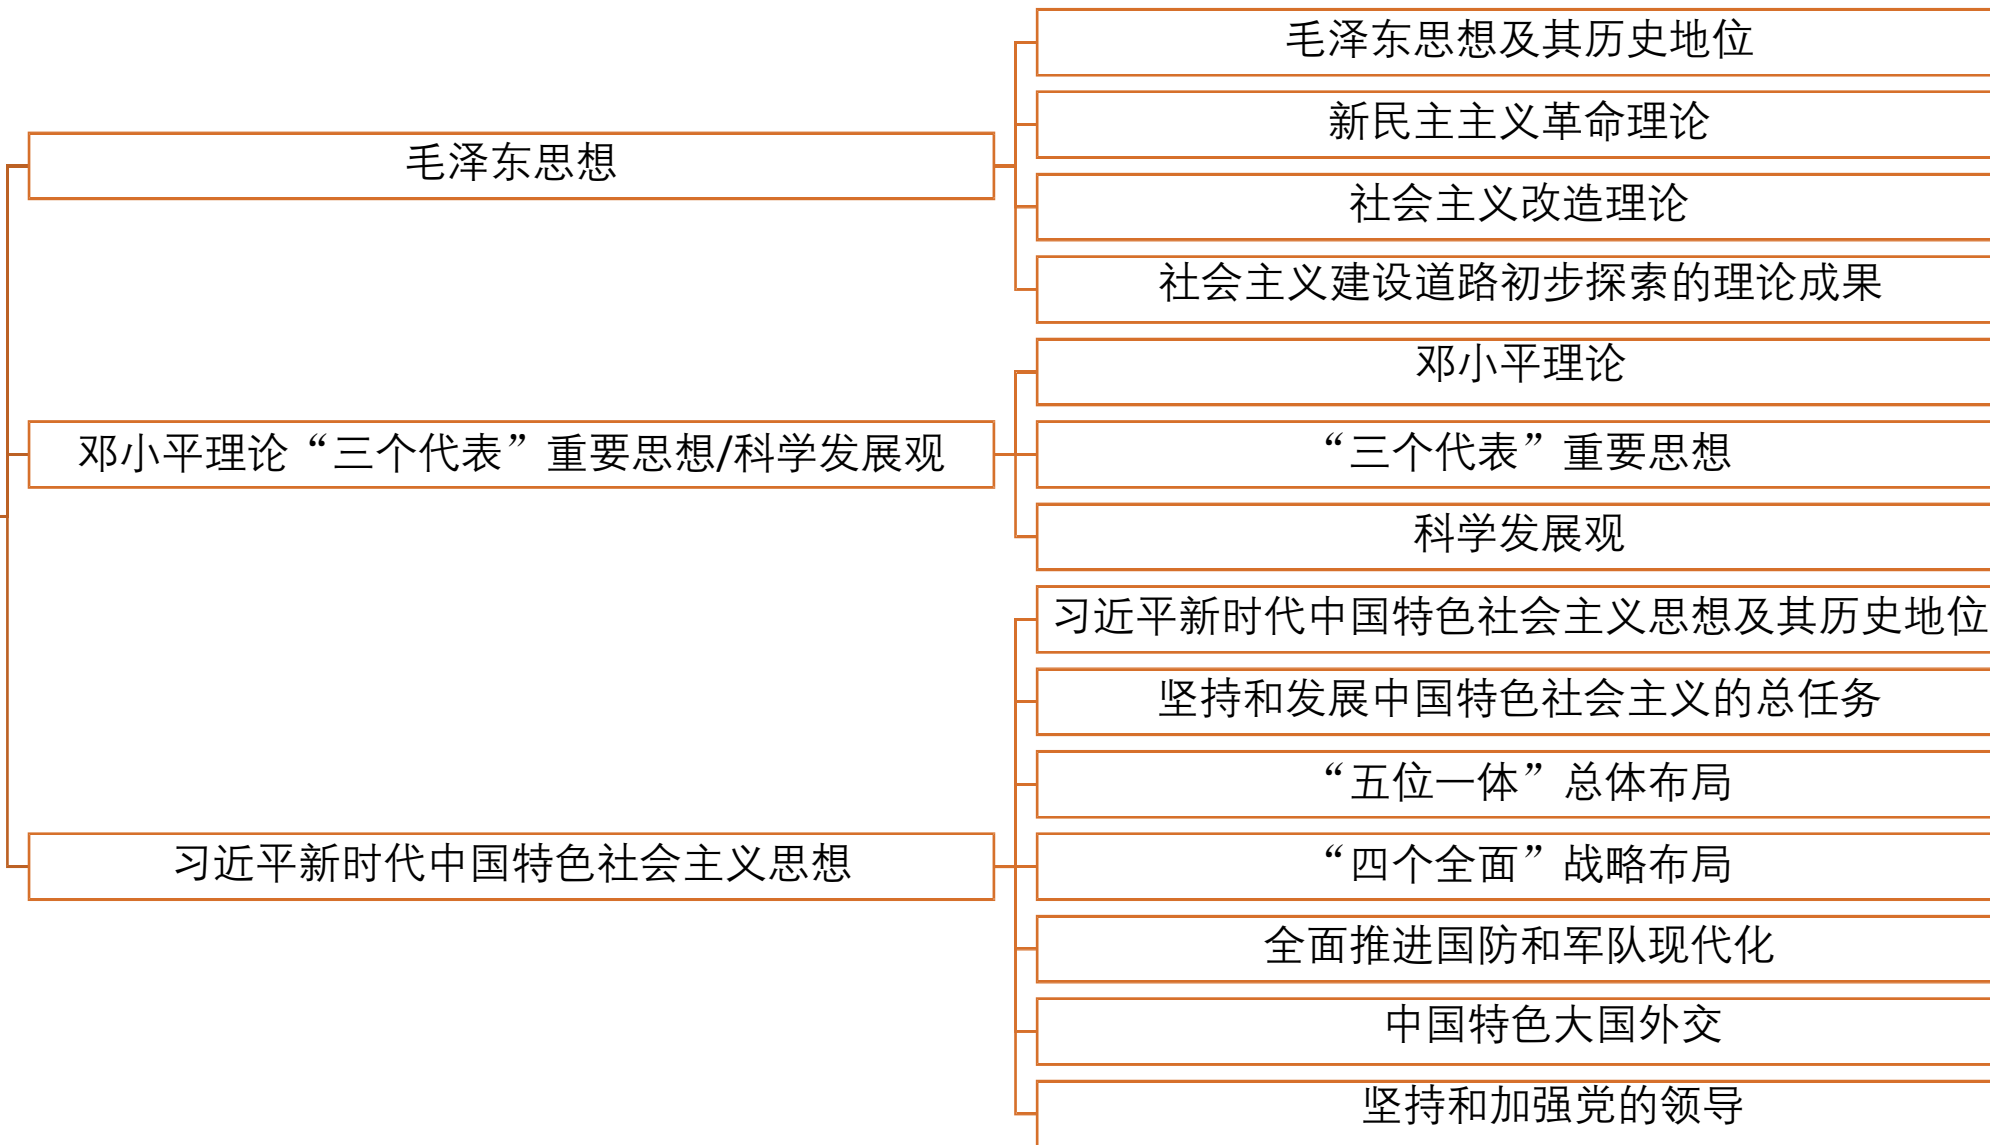 毛泽东思想
毛泽东思想及其历史地位
新民主主义革命理论
社会主义改造理论
社会主义建设道路初步探索的理论成果
邓小平理论“三个代表”重要思想/科学发展观
邓小平理论
“三个代表”重要思想
科学发展观
习近平新时代中国特色社会主义思想
习近平新时代中国特色社会主义思想及其历史地位
坚持和发展中国特色社会主义的总任务
“五位一体”总体布局
“四个全面”战略布局
全面推进国防和军队现代化
中国特色大国外交
坚持和加强党的领导